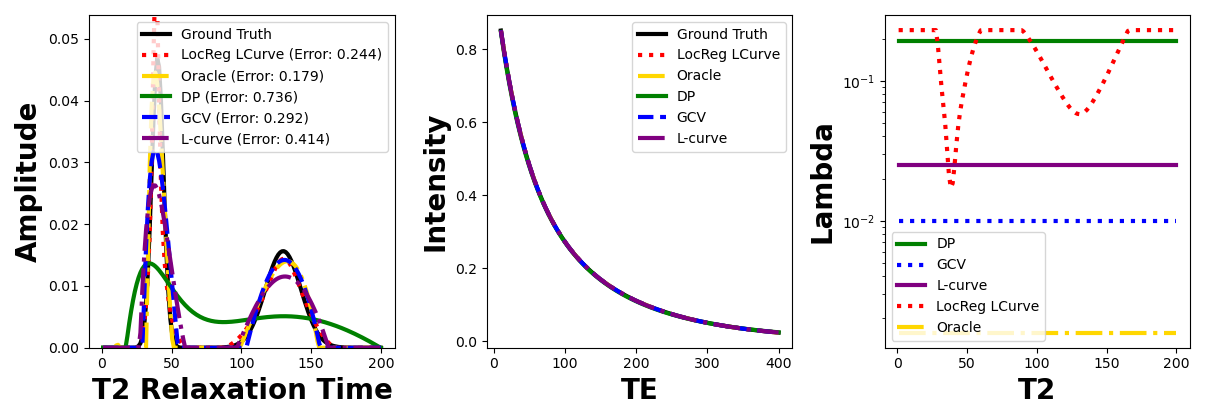 Amplitude
0.05
0.04
0.03
0.02
0.01
0.00
Ground Truth
LocReg LCurve (Error: 0.244)
Oracle (Error: 0.179)
DP (Error: 0.736)
GCV (Error: 0.292)
L-curve (Error: 0.414)
0 50 100 150 200
T2 Relaxation Time
Intensity
0.8
0.6
0.4
0.2
0.0
Ground Truth
LocReg LCurve
Oracle
DP
GCV
L-curve
0 100 200 300 400
TE
Lambda
10⁻¹
10⁻²
DP
GCV
L-curve
LocReg LCurve
Oracle
0 50 100 150 200
T2